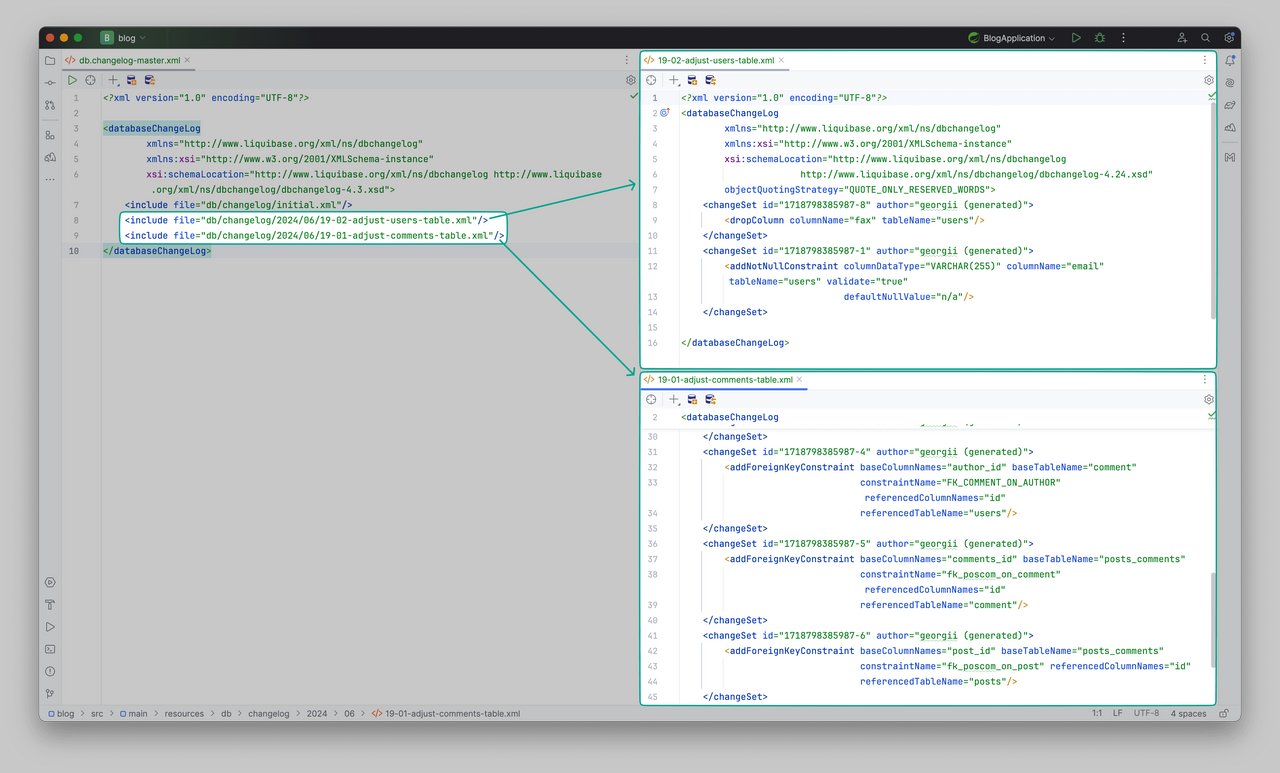 B blog
BlogApplication
db.changelog-master.xml
1 <?xml version="1.0" encoding="UTF-8"?>
2
3 <databaseChangeLog
4 xmlns="http://www.liquibase.org/xml/ns/dbchangelog"
5 xmlns:xsi="http://www.w3.org/2001/XMLSchema-instance"
6 xsi:schemaLocation="http://www.liquibase.org/xml/ns/dbchangelog http://www.liquibase
.org/xml/ns/dbchangelog/dbchangelog-4.3.xsd">
7 <include file="db/changelog/initial.xml"/>
8 <include file="db/changelog/2024/06/19-02-adjust-users-table.xml"/>
9 <include file="db/changelog/2024/06/19-01-adjust-comments-table.xml"/>
10 </databaseChangeLog>
19-02-adjust-users-table.xml
1 <?xml version="1.0" encoding="UTF-8"?>
2 <databaseChangeLog
3 xmlns="http://www.liquibase.org/xml/ns/dbchangelog"
4 xmlns:xsi="http://www.w3.org/2001/XMLSchema-instance"
5 xsi:schemaLocation="http://www.liquibase.org/xml/ns/dbchangelog
6 http://www.liquibase.org/xml/ns/dbchangelog/dbchangelog-4.24.xsd"
7 objectQuotingStrategy="QUOTE_ONLY_RESERVED_WORDS">
8 <changeSet id="1718798385987-8" author="georgii (generated)">
9 <dropColumn columnName="fax" tableName="users"/>
10 </changeSet>
11 <changeSet id="1718798385987-1" author="georgii (generated)">
12 <addNotNullConstraint columnDataType="VARCHAR(255)" columnName="email"
tableName="users" validate="true"
13 defaultNullValue="n/a"/>
14 </changeSet>
15
16 </databaseChangeLog>
19-01-adjust-comments-table.xml
2 <databaseChangeLog
30 </changeSet>
31 <changeSet id="1718798385987-4" author="georgii (generated)">
32 <addForeignKeyConstraint baseColumnNames="author_id" baseTableName="comment"
33 constraintName="FK_COMMENT_ON_AUTHOR"
referencedColumnNames="id"
34 referencedTableName="users"/>
35 </changeSet>
36 <changeSet id="1718798385987-5" author="georgii (generated)">
37 <addForeignKeyConstraint baseColumnNames="comments_id" baseTableName="posts_comments"
38 constraintName="fk_poscom_on_comment"
referencedColumnNames="id"
39 referencedTableName="comment"/>
40 </changeSet>
41 <changeSet id="1718798385987-6" author="georgii (generated)">
42 <addForeignKeyConstraint baseColumnNames="post_id" baseTableName="posts_comments"
43 constraintName="fk_poscom_on_post" referencedColumnNames="id"
44 referencedTableName="posts"/>
45 </changeSet>
blog > src > main > resources > db > changelog > 2024 > 06 > 19-01-adjust-comments-table.xml
1:1 LF UTF-8 4 spaces